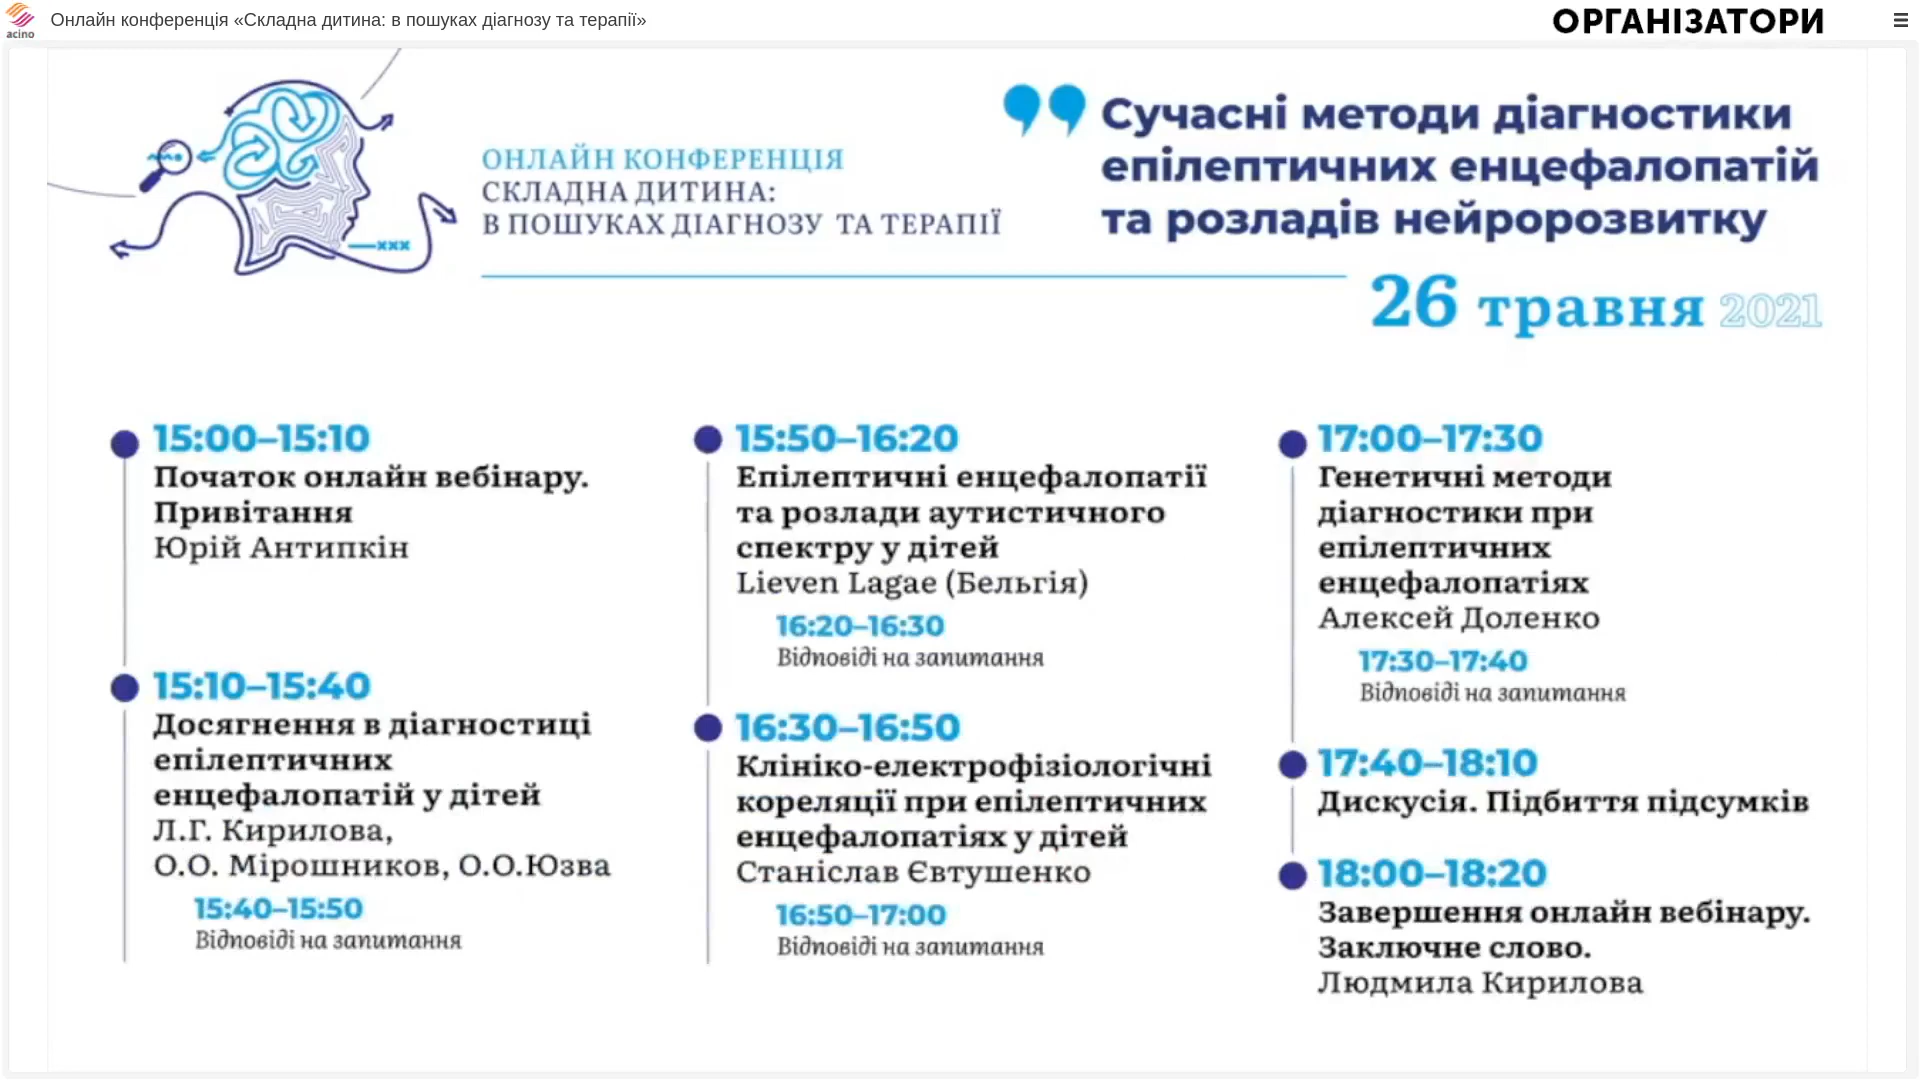 acino
Онлайн конференція «Складна дитина: в пошуках діагнозу та терапії»
ОРГАНІЗАТОРИ
ОНЛАЙН КОНФЕРЕНЦІЯ
СКЛАДНА ДИТИНА:
В ПОШУКАХ ДІАГНОЗУ ТА ТЕРАПІЇ
Сучасні методи діагностики
епілептичних енцефалопатій
та розладів нейророзвитку
26 травня 2021
xxx
15:00–15:10
Початок онлайн вебінару.
Привітання
Юрій Антипкін
15:10–15:40
Досягнення в діагностиці
епілептичних
енцефалопатій у дітей
Л.Г. Кирилова,
О.О. Мірошников, О.О.Юзва
15:40–15:50
Відповіді на запитання
15:50–16:20
Епілептичні енцефалопатії
та розлади аутистичного
спектру у дітей
Lieven Lagae (Бельгія)
16:20–16:30
Відповіді на запитання
16:30–16:50
Клініко-електрофізіологічні
кореляції при епілептичних
енцефалопатіях у дітей
Станіслав Євтушенко
16:50–17:00
Відповіді на запитання
17:00–17:30
Генетичні методи
діагностики при
епілептичних
енцефалопатіях
Алексей Доленко
17:30–17:40
Відповіді на запитання
17:40–18:10
Дискусія. Підбиття підсумків
18:00–18:20
Завершення онлайн вебінару.
Заключне слово.
Людмила Кирилова